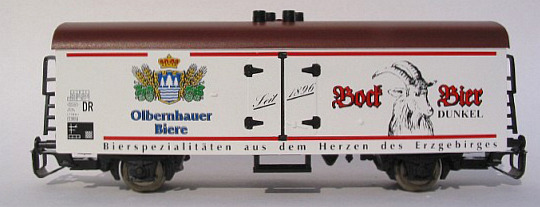 DR
Olbernhauer
Biere
Seit 1896
Bock Bier
DUNKEL
Bierspezialitäten aus dem Herzen des Erzgebirges